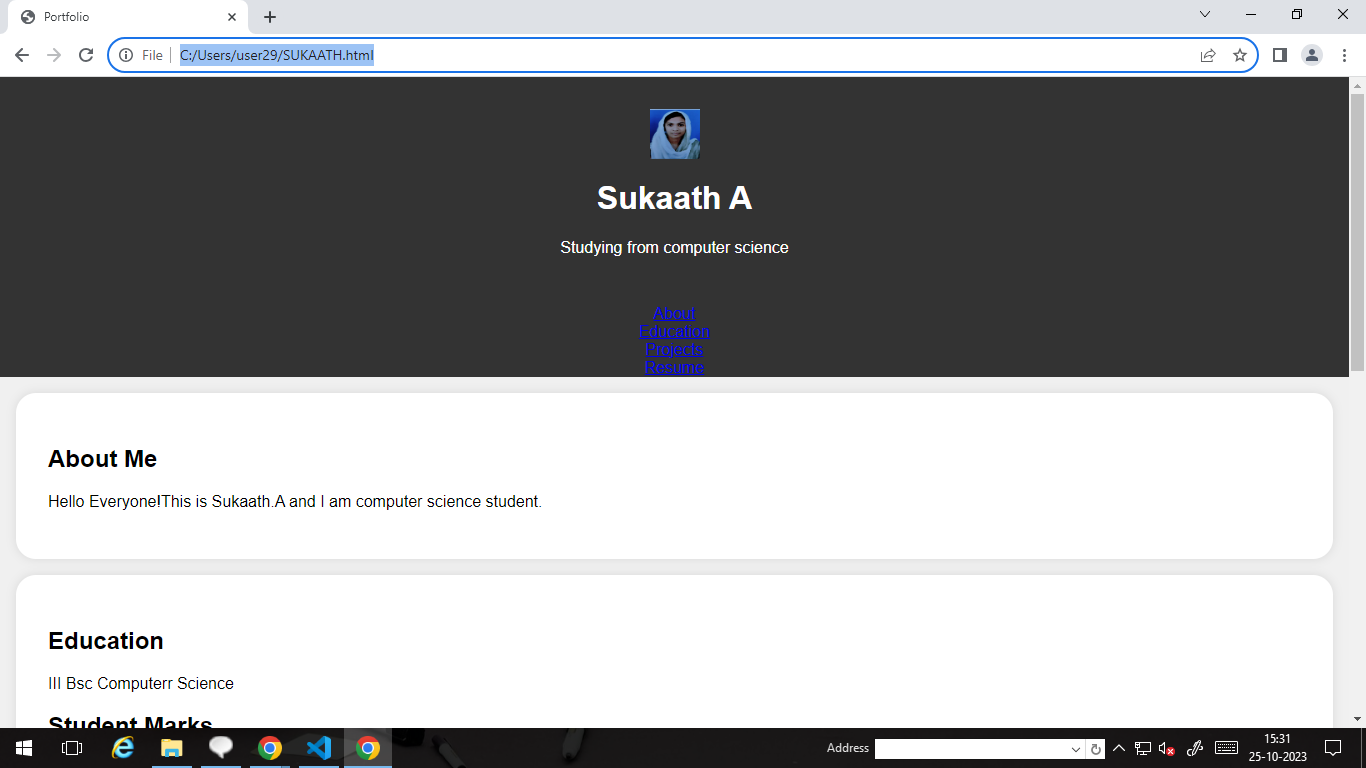 Portfolio
File C:/Users/user29/SUKAATH.html
Sukaath A
Studying from computer science
About
Education
Projects
Resume
About Me
Hello Everyone!This is Sukaath.A and I am computer science student.
Education
III Bsc Computerr Science
Student Marks
Address
15:31
25-10-2023